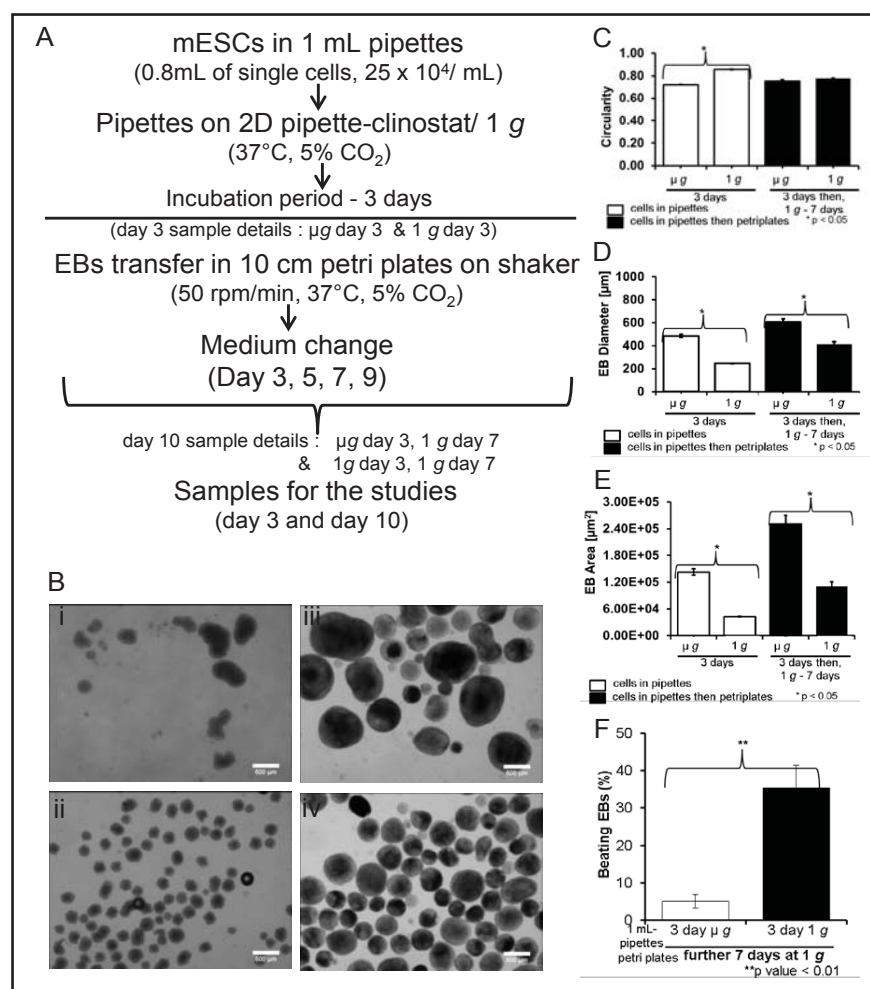 A
mESCs in 1 mL pipettes
(0.8mL of single cells, 25 x 10⁴/ mL)
Pipettes on 2D pipette-clinostat/ 1 g
(37°C, 5% CO₂)
Incubation period - 3 days
(day 3 sample details : µg day 3 & 1 g day 3)
EBs transfer in 10 cm petri plates on shaker
(50 rpm/min, 37°C, 5% CO₂)
Medium change
(Day 3, 5, 7, 9)
day 10 sample details : µg day 3, 1 g day 7
& 1g day 3, 1 g day 7
Samples for the studies
(day 3 and day 10)
B
i
iii
ii
iv
C
Circularity
1.00
0.80
0.60
0.40
0.20
0.00
*
µ g
1 g
µ g
1 g
3 days
3 days then,
1 g - 7 days
cells in pipettes
cells in pipettes then petriplates
* p < 0.05
D
EB Diameter [µm]
1000
800
600
400
200
0
*
*
µ g
1 g
µ g
1 g
3 days
3 days then,
1 g - 7 days
cells in pipettes
cells in pipettes then petriplates
* p < 0.05
E
EB Area [µm²]
3.00E+05
2.40E+05
1.80E+05
1.20E+05
6.00E+04
0.00E+00
*
*
µ g
1 g
µ g
1 g
3 days
3 days then,
1 g - 7 days
cells in pipettes
cells in pipettes then petriplates
* p < 0.05
F
Beating EBs (%)
50
40
30
20
10
0
**
1 mL-
pipettes
3 day µ g
3 day 1 g
petri plates
further 7 days at 1 g
**p value < 0.01